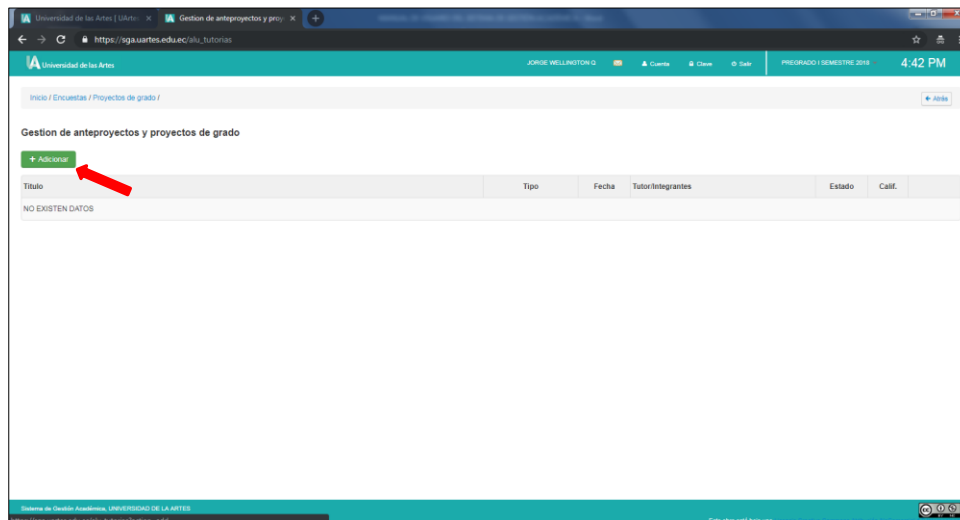 Universidad de las Artes | UArtes
Gestion de anteproyectos y proy
https://sga.uartes.edu.ec/alu_tutorias
Universidad de las Artes
JORGE WELLINGTON Q
Cuenta
Clave
Salir
PREGRADO I SEMESTRE 2018
4:42 PM
Inicio / Encuestas / Proyectos de grado /
Atrás
Gestion de anteproyectos y proyectos de grado
+ Adicionar
Titulo Tipo Fecha Tutor/Integrantes Estado Calif.
NO EXISTEN DATOS
Sistema de Gestión Académica, UNIVERSIDAD DE LA ARTES